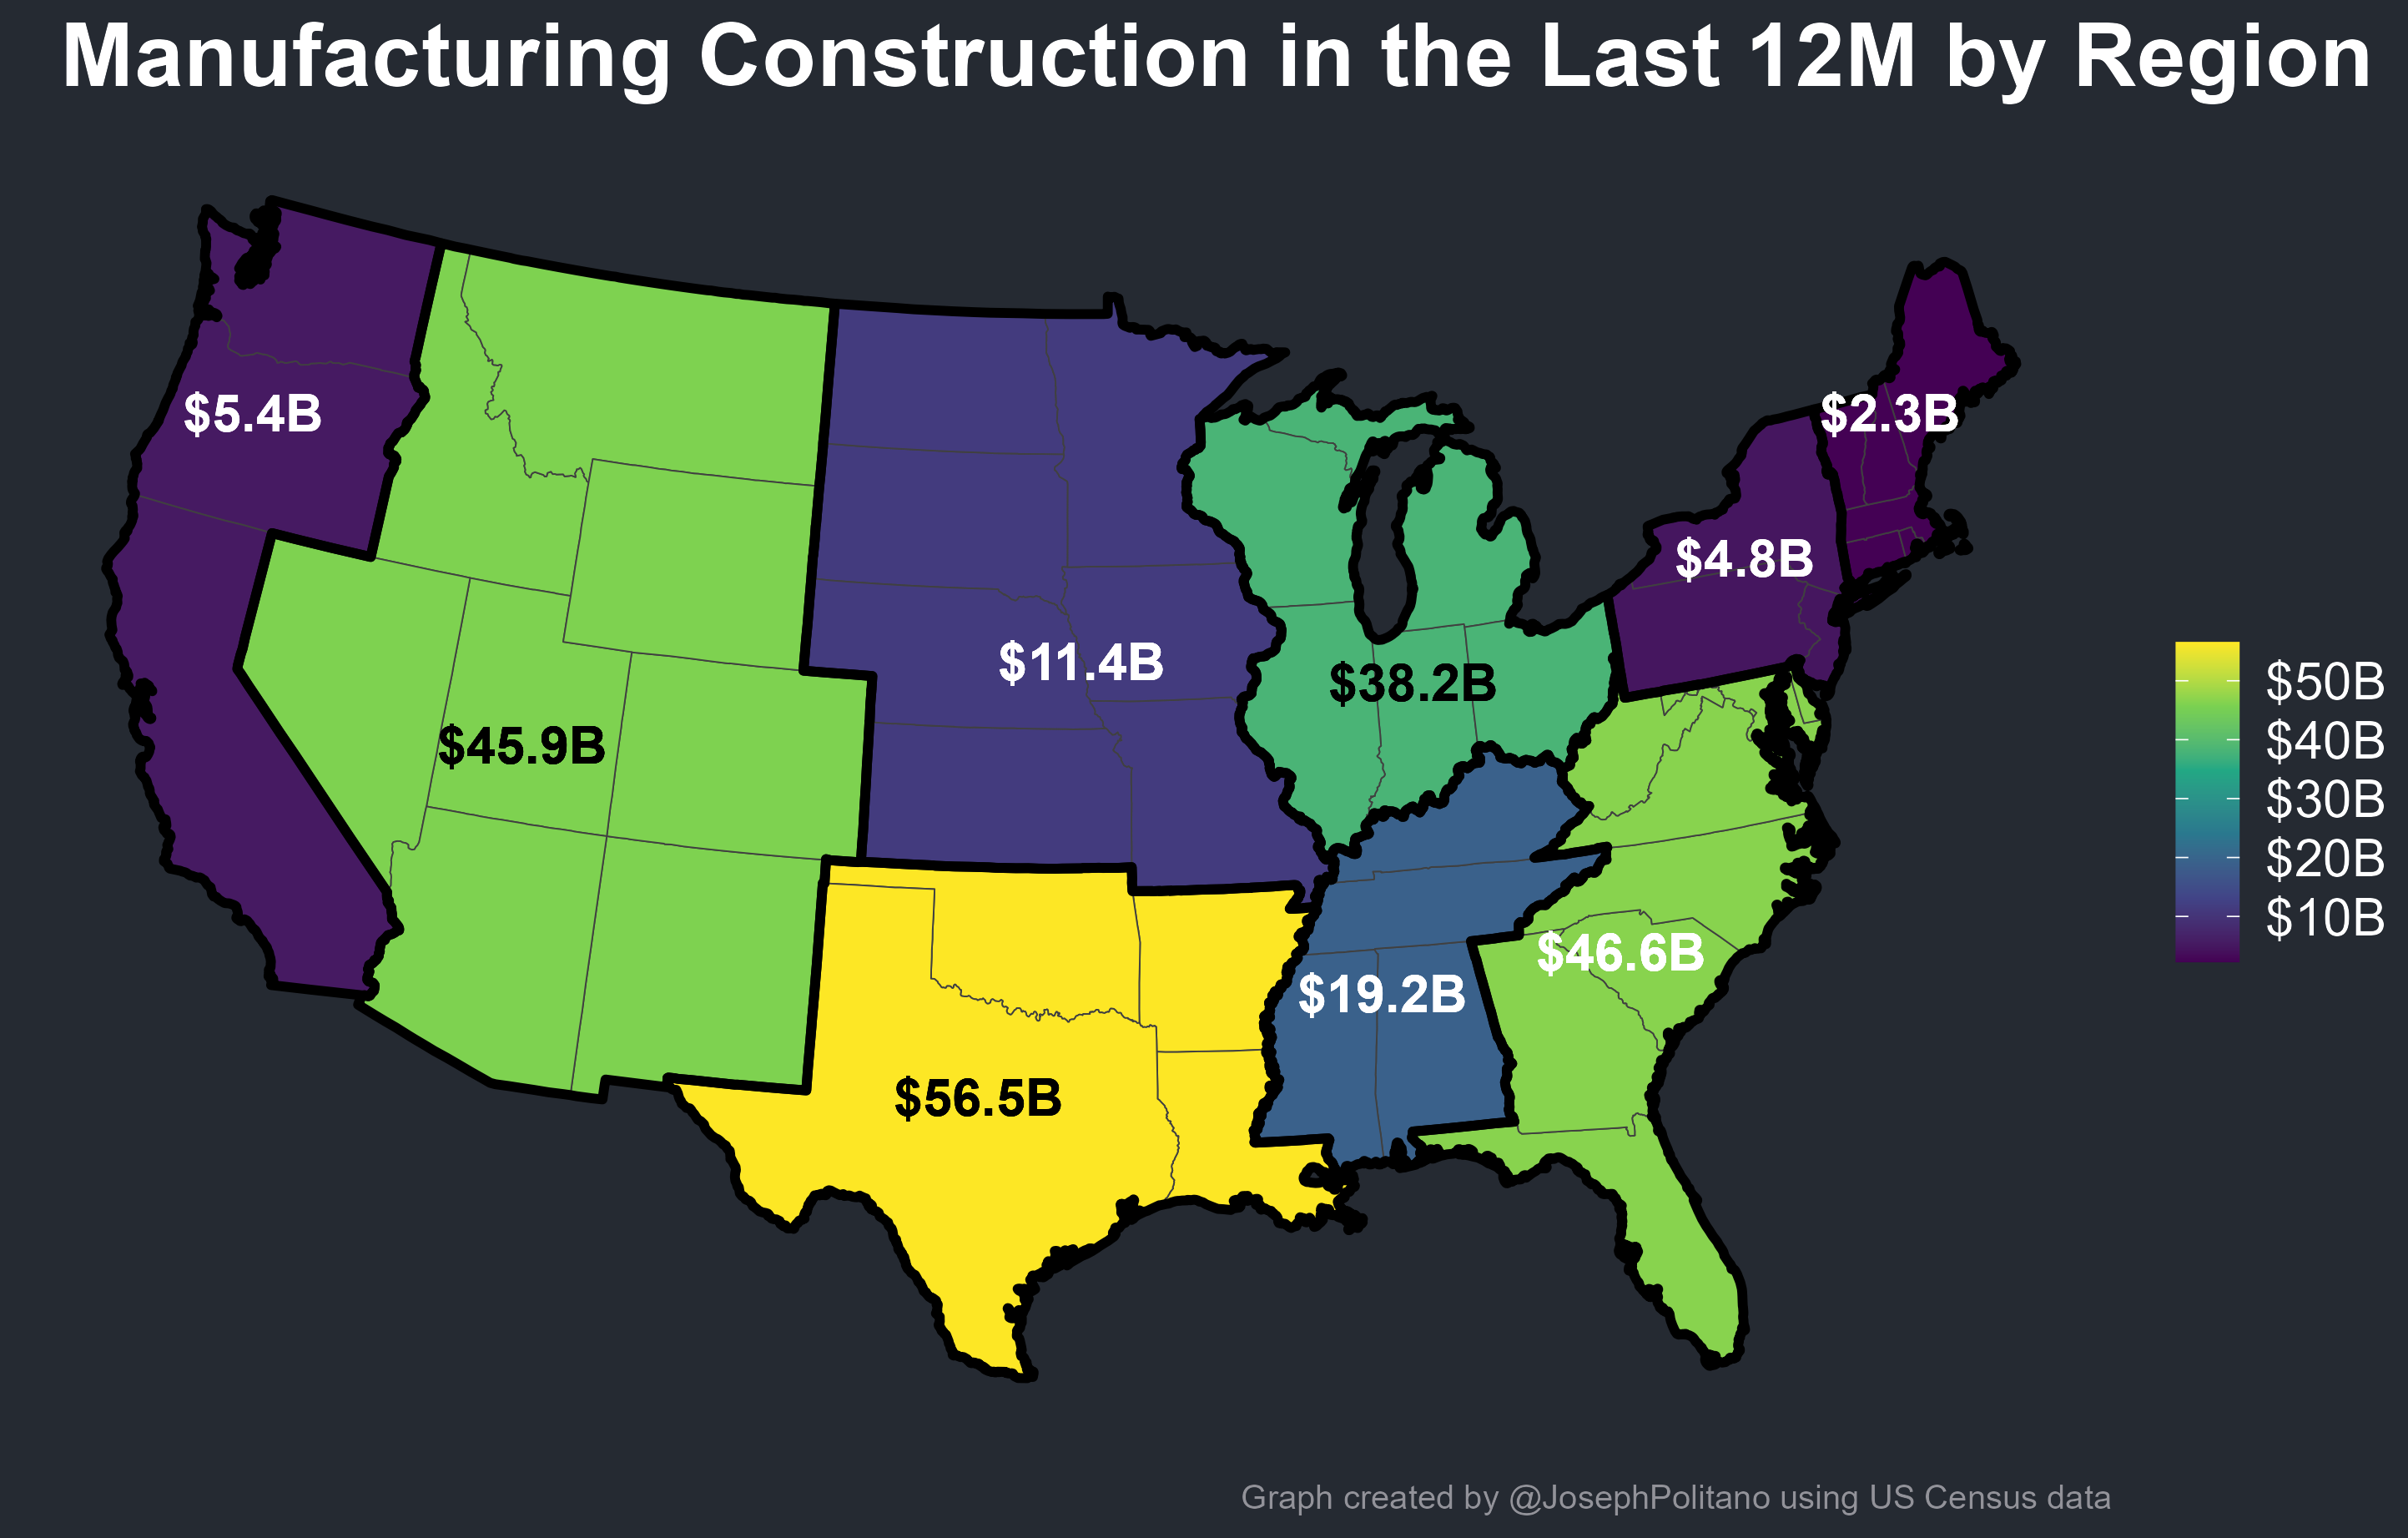 Manufacturing Construction in the Last 12M by Region
$5.4B
$2.3B
$4.8B
$11.4B
$38.2B
$45.9B
$46.6B
$19.2B
$56.5B
$50B
$40B
$30B
$20B
$10B
Graph created by @JosephPolitano using US Census data